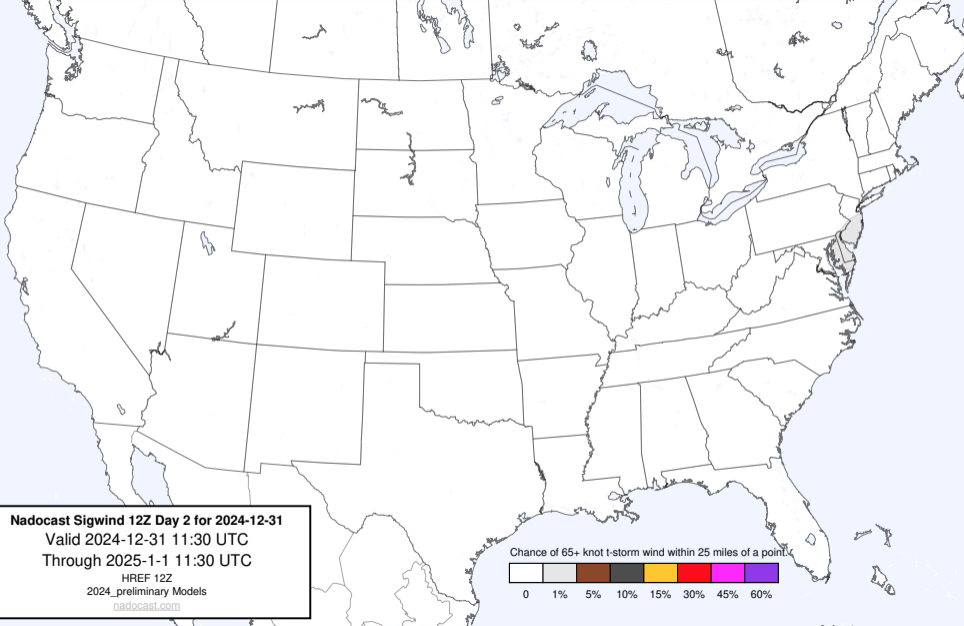 Nadocast Sigwind 12Z Day 2 for 2024-12-31
Valid 2024-12-31 11:30 UTC
Through 2025-1-1 11:30 UTC
HREF 12Z
2024_preliminary Models
nadocast.com
Chance of 65+ knot t-storm wind within 25 miles of a point.
0 1% 5% 10% 15% 30% 45% 60%